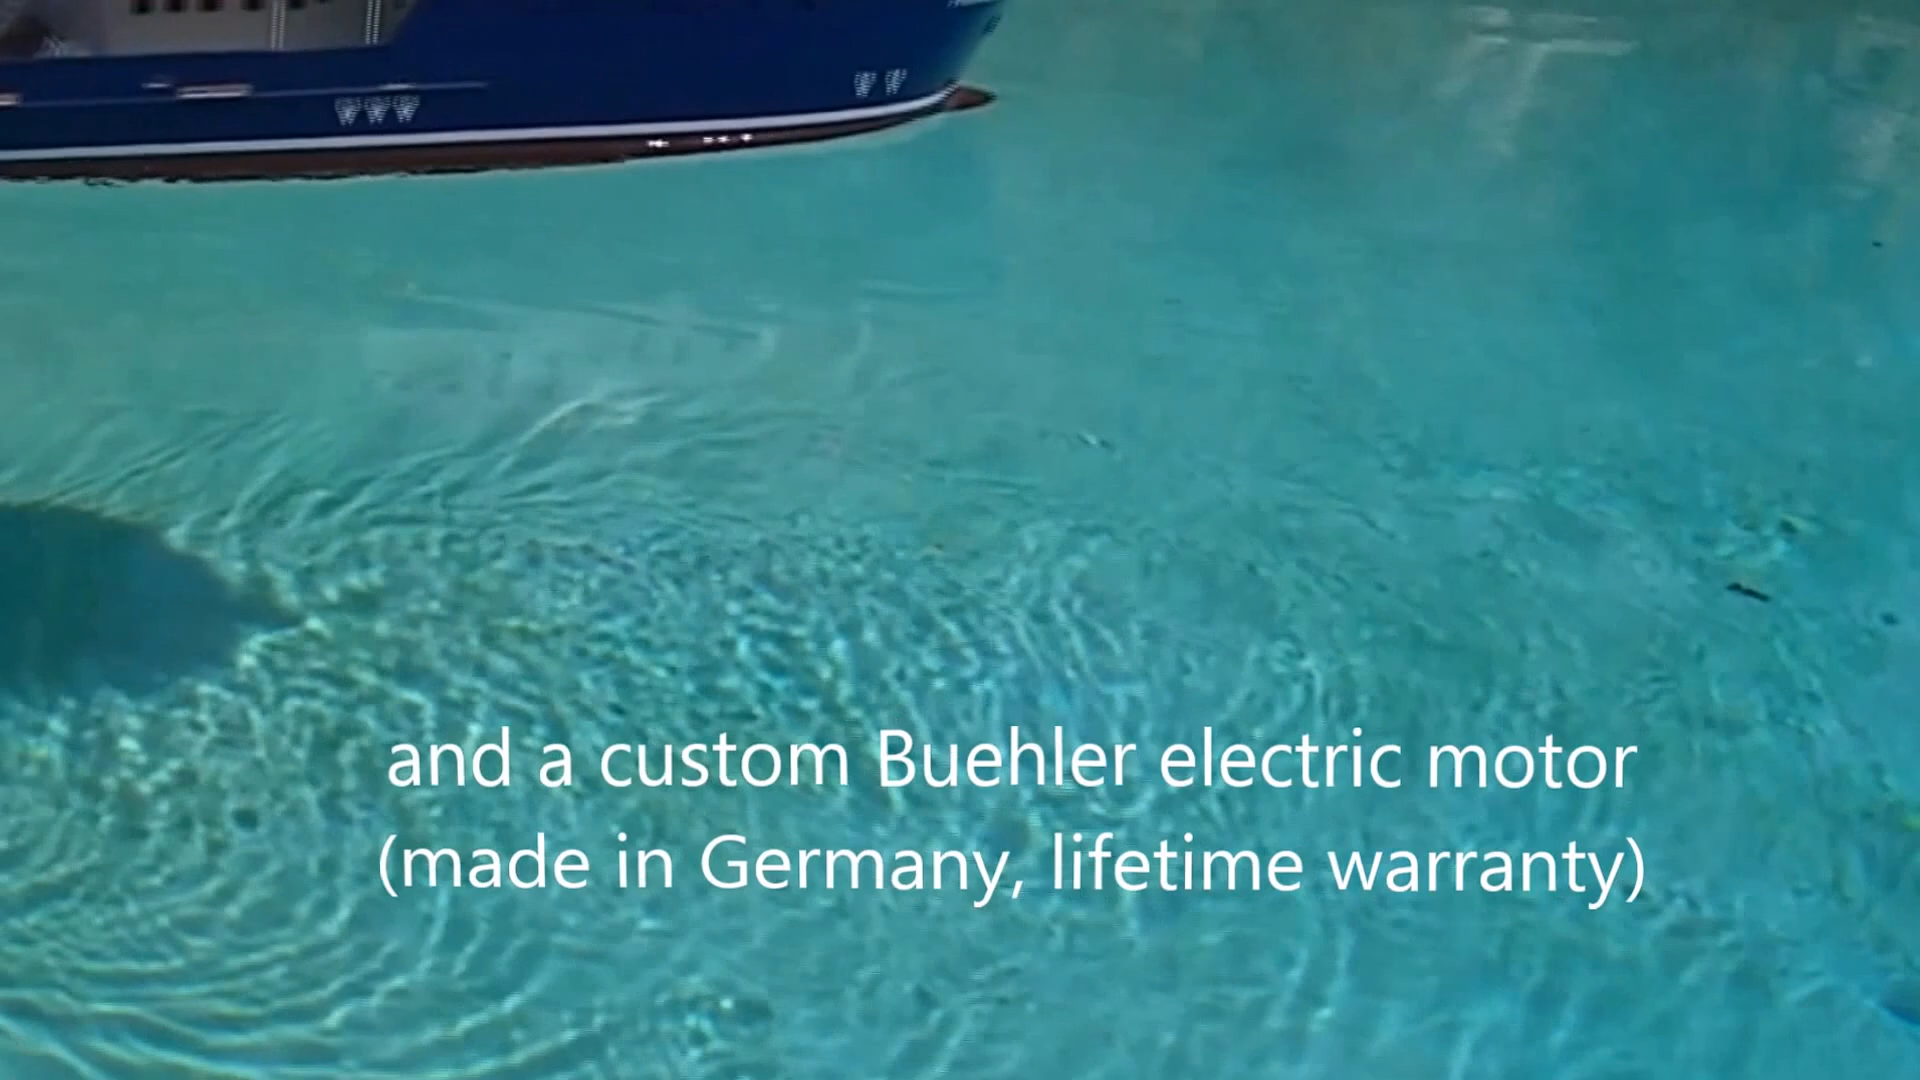 and a custom Buehler electric motor
(made in Germany, lifetime warranty)